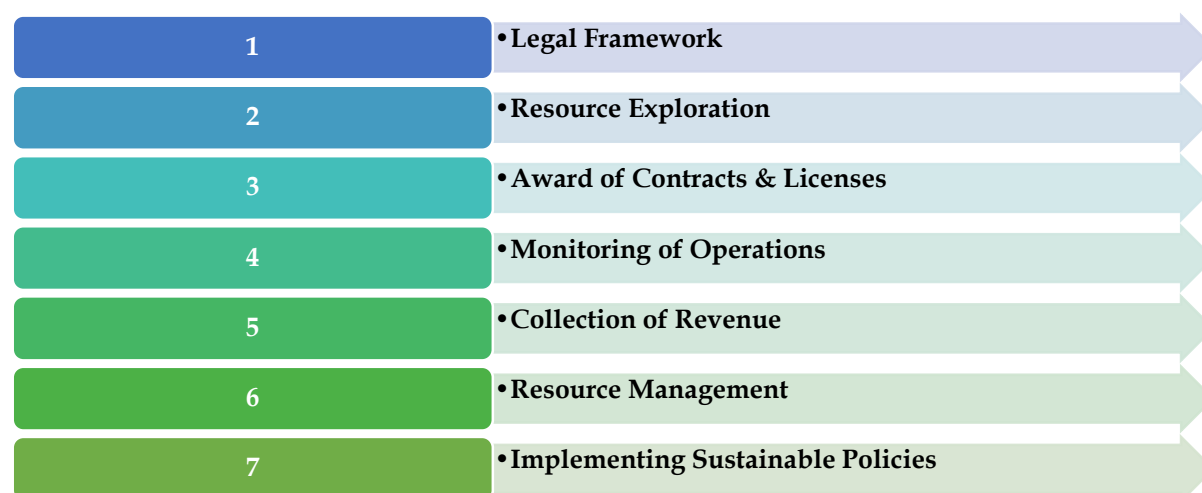 1
•Legal Framework
2
•Resource Exploration
3
•Award of Contracts & Licenses
4
•Monitoring of Operations
5
•Collection of Revenue
6
•Resource Management
7
•Implementing Sustainable Policies